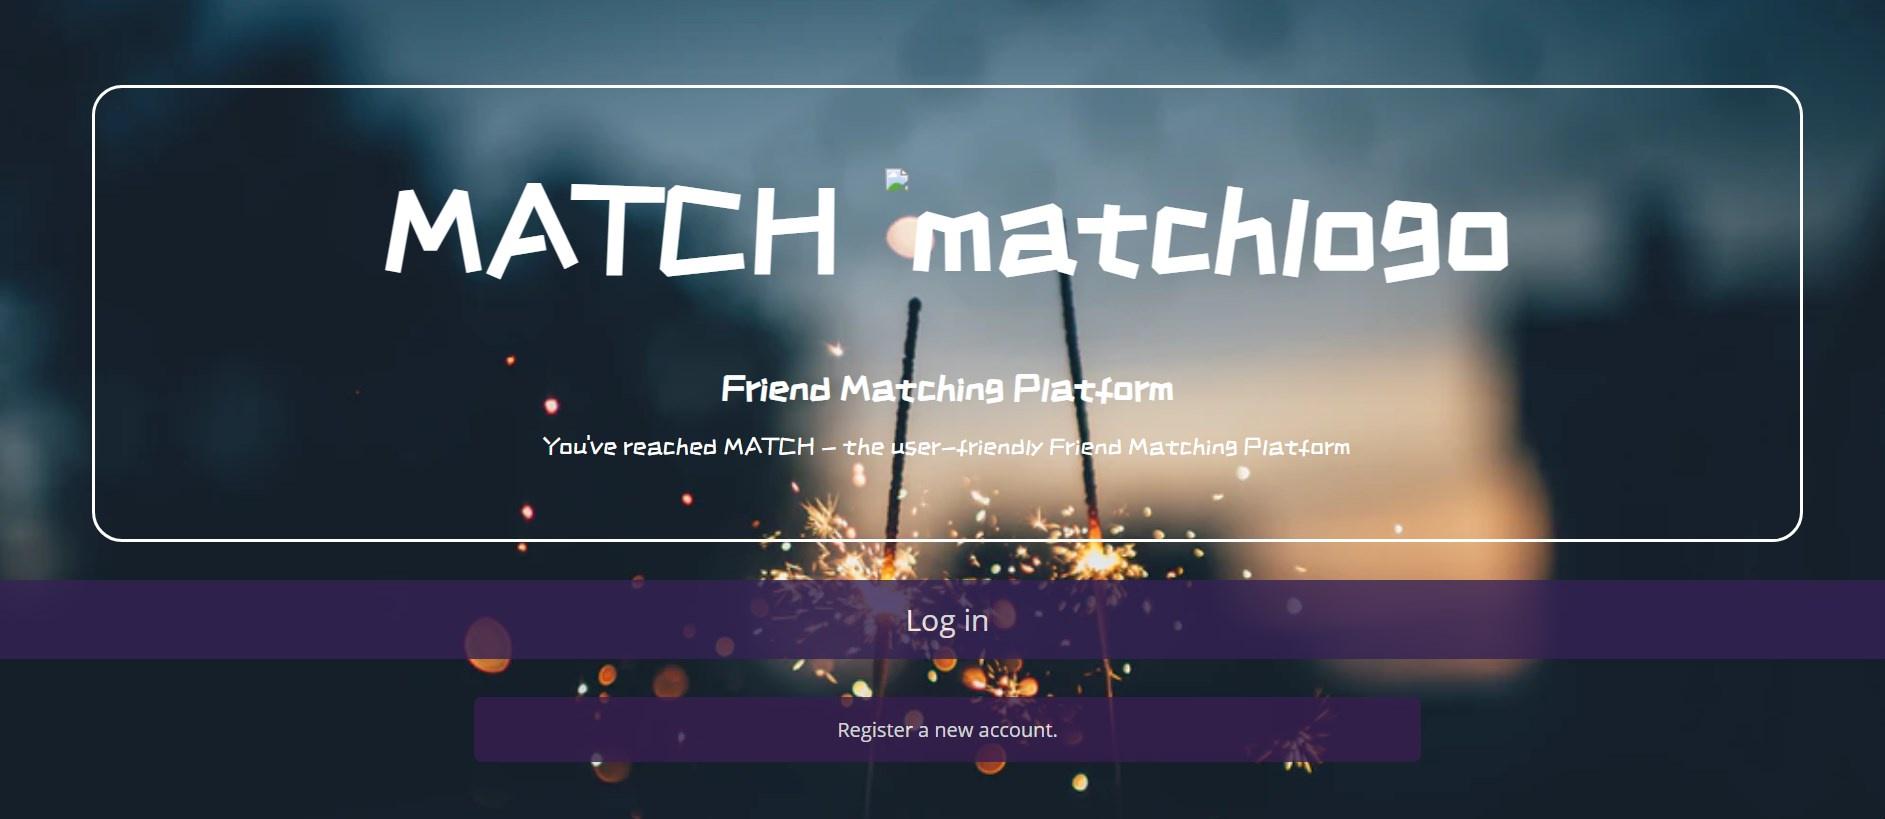 MATCH matchlogo
Friend Matching Platform
You've reached MATCH - the user-friendly Friend Matching Platform
Log in
Register a new account.